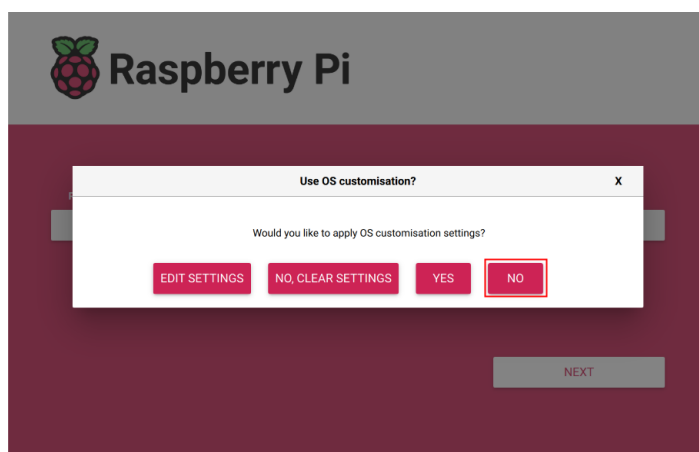 Raspberry Pi
Use OS customisation?
X
Would you like to apply OS customisation settings?
EDIT SETTINGS
NO, CLEAR SETTINGS
YES
NO
NEXT